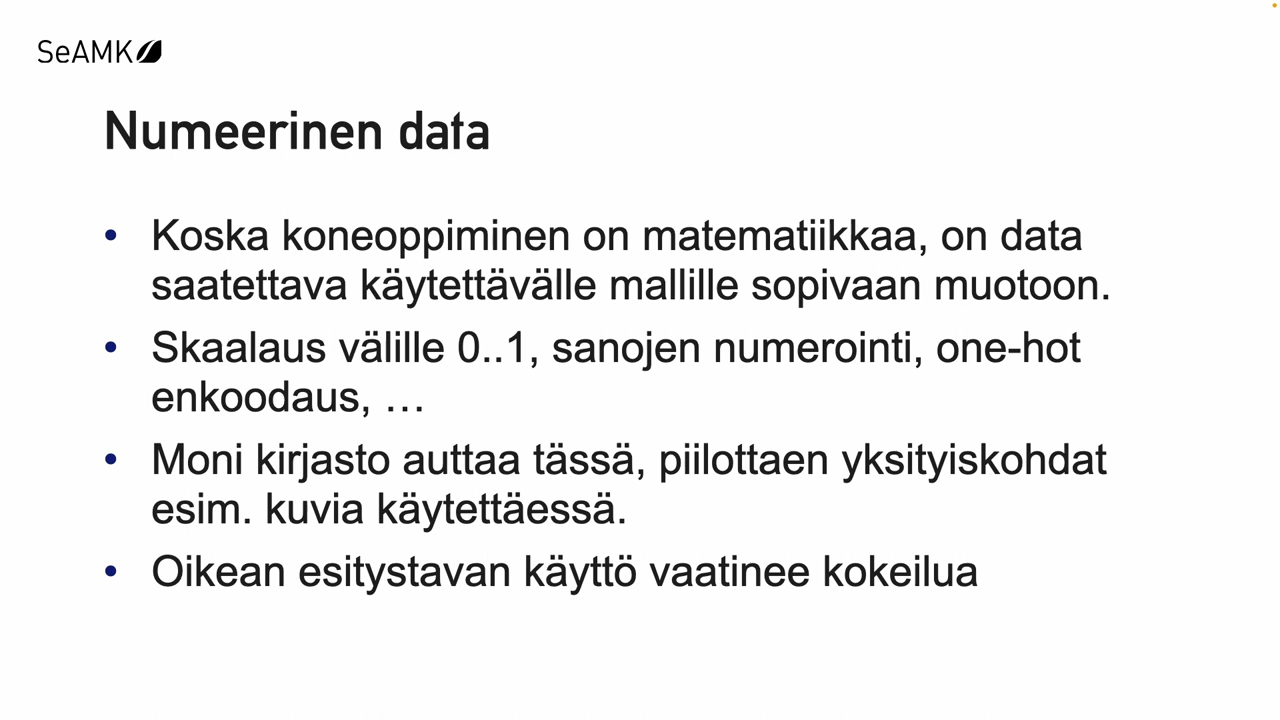 SeAMK
Numeerinen data
• Koska koneoppiminen on matematiikkaa, on data
saatettava käytettävälle mallille sopivaan muotoon.
• Skaalaus välille 0..1, sanojen numerointi, one-hot
enkoodaus, …
• Moni kirjasto auttaa tässä, piilottaen yksityiskohdat
esim. kuvia käytettäessä.
• Oikean esitystavan käyttö vaatinee kokeilua